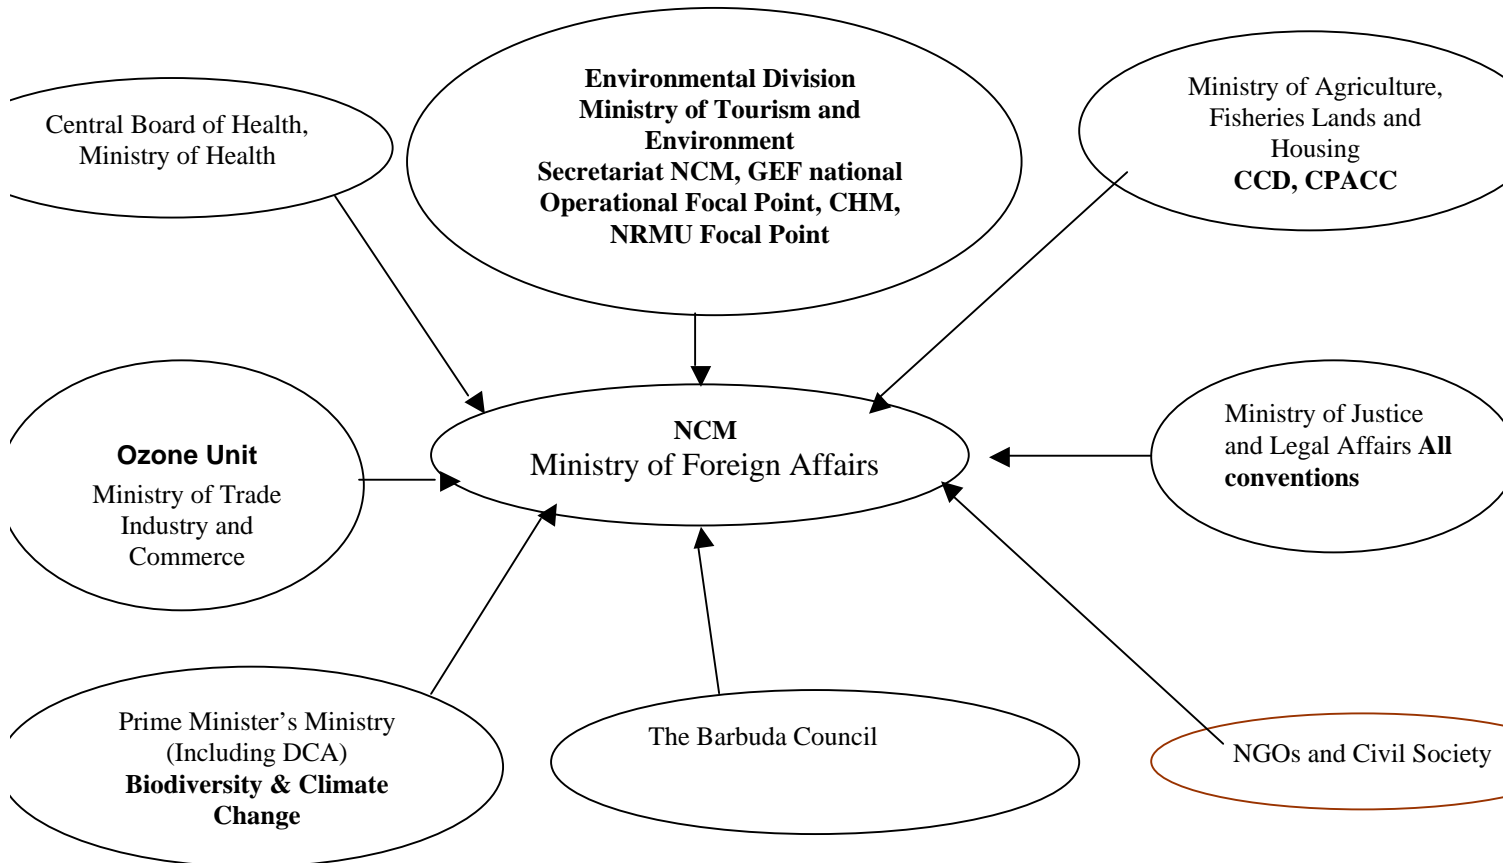 Central Board of Health,
Ministry of Health
Environmental Division
Ministry of Tourism and
Environment
Secretariat NCM, GEF national
Operational Focal Point, CHM,
NRMU Focal Point
Ministry of Agriculture,
Fisheries Lands and
Housing
CCD, CPACC
Ozone Unit
Ministry of Trade
Industry and
Commerce
NCM
Ministry of Foreign Affairs
Ministry of Justice
and Legal Affairs All
conventions
Prime Minister’s Ministry
(Including DCA)
Biodiversity & Climate
Change
The Barbuda Council
NGOs and Civil Society